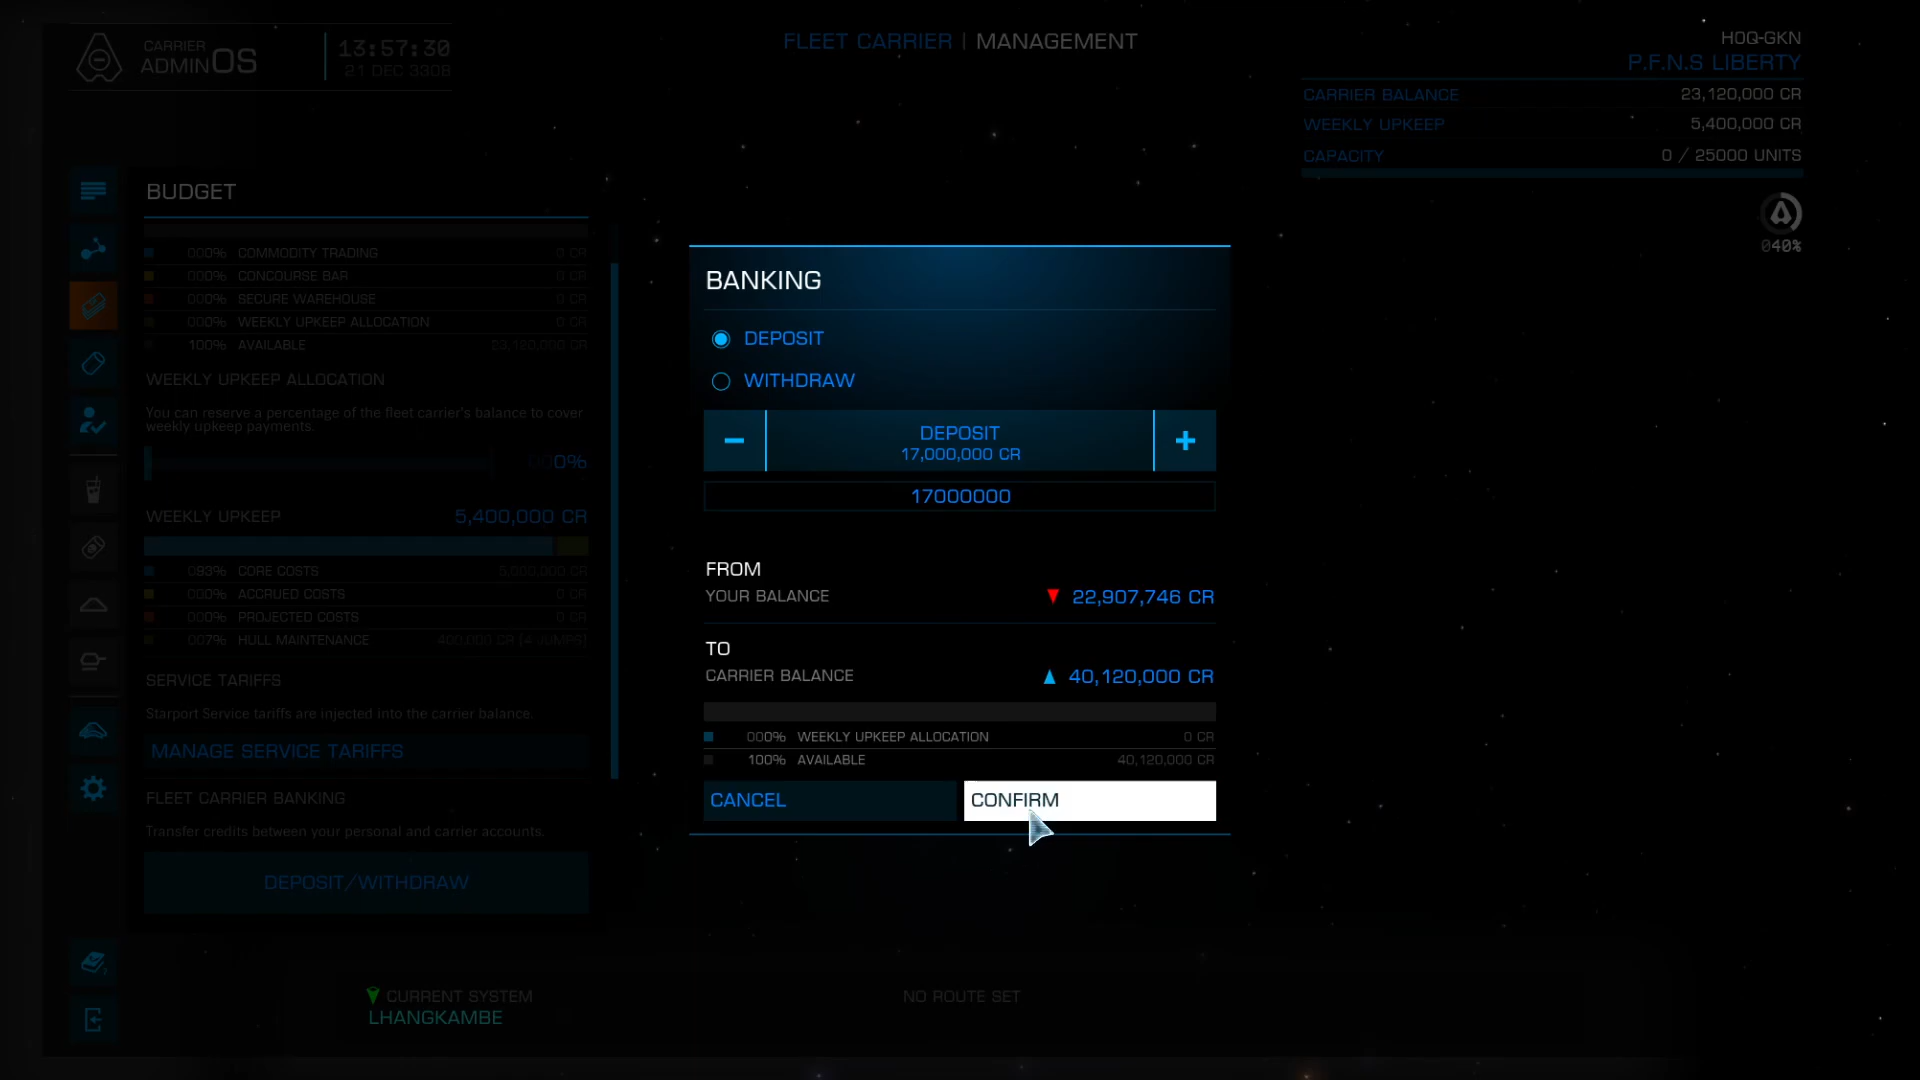 CARRIER
ADMINOS
13:57:30
21 DEC 3308
FLEET CARRIER | MANAGEMENT
H0Q-GKN
P.F.N.S LIBERTY
CARRIER BALANCE 23,120,000 CR
WEEKLY UPKEEP 5,400,000 CR
CAPACITY 0 / 25000 UNITS
040%
BUDGET
000% COMMODITY TRADING 0 CR
000% CONCOURSE BAR 0 CR
000% SECURE WAREHOUSE 0 CR
000% WEEKLY UPKEEP ALLOCATION 0 CR
100% AVAILABLE 23,120,000 CR
WEEKLY UPKEEP ALLOCATION
You can reserve a percentage of the fleet carrier's balance to cover
weekly upkeep payments.
000%
WEEKLY UPKEEP 5,400,000 CR
093% CORE COSTS 5,000,000 CR
000% ACCRUED COSTS 0 CR
000% PROJECTED COSTS 0 CR
007% HULL MAINTENANCE 400,000 CR (4 JUMPS)
SERVICE TARIFFS
Starport Service tariffs are injected into the carrier balance.
MANAGE SERVICE TARIFFS
FLEET CARRIER BANKING
Transfer credits between your personal and carrier accounts.
DEPOSIT/WITHDRAW
BANKING
DEPOSIT
WITHDRAW
DEPOSIT
17,000,000 CR
17000000
FROM
YOUR BALANCE 22,907,746 CR
TO
CARRIER BALANCE 40,120,000 CR
000% WEEKLY UPKEEP ALLOCATION 0 CR
100% AVAILABLE 40,120,000 CR
CANCEL
CONFIRM
CURRENT SYSTEM
LHANGKAMBE
NO ROUTE SET